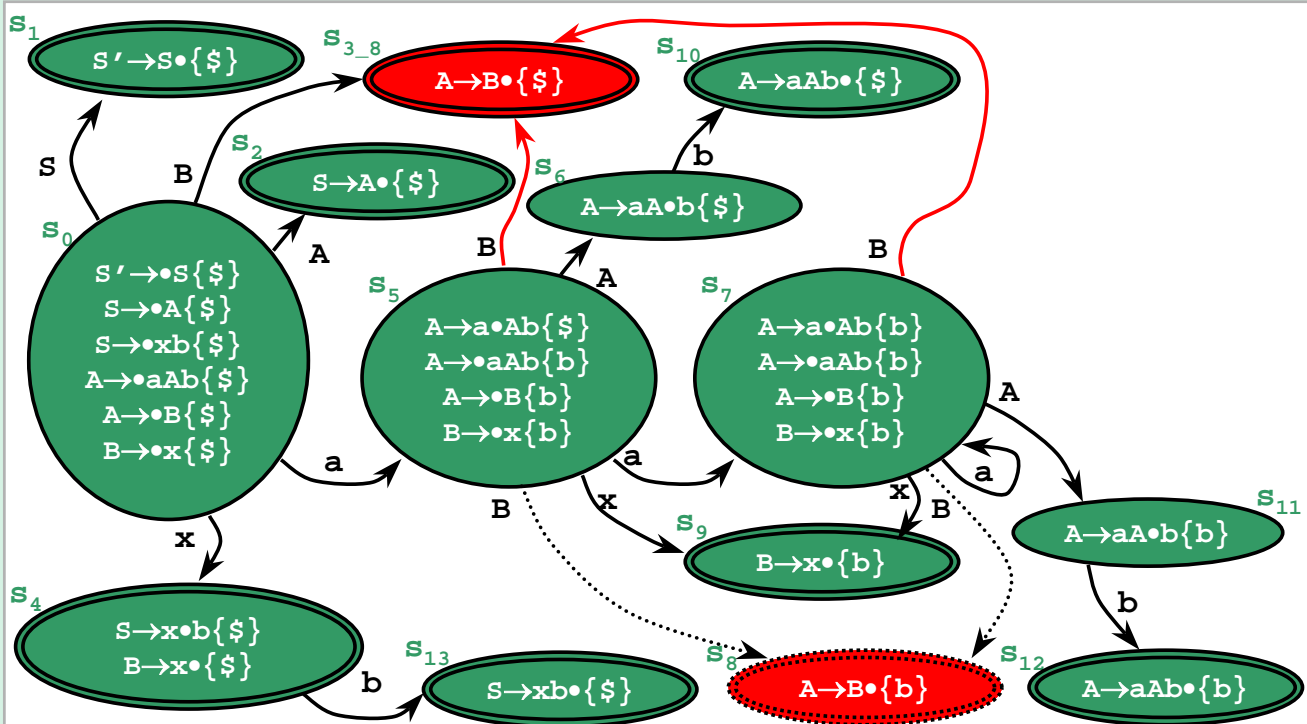 S1
S'→S•{$}
S3_8
A→B•{$}
S10
A→aAb•{$}
S
B
S2
S→A•{$}
b
S6
A→aA•b{$}
S0
S'→•S{$}
S→•A{$}
S→•xb{$}
A→•aAb{$}
A→•B{$}
B→•x{$}
A
B
A
B
S5
A→a•Ab{$}
A→•aAb{b}
A→•B{b}
B→•x{b}
S7
A→a•Ab{b}
A→•aAb{b}
A→•B{b}
B→•x{b}
A
a
a
a
B
x
x
B
x
S9
B→x•{b}
S11
A→aA•b{b}
b
S4
S→x•b{$}
B→x•{$}
b
S13
S→xb•{$}
S8
A→B•{b}
S12
A→aAb•{b}